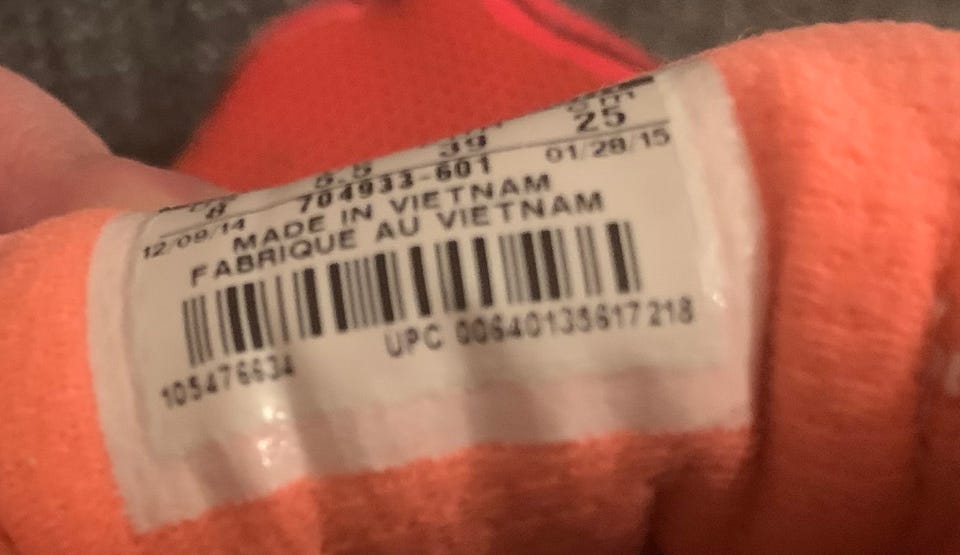 8 5.5 39 25
704933-601
12/09/14 01/28/15
MADE IN VIETNAM
FABRIQUE AU VIETNAM
105476634 UPC 00640135617218